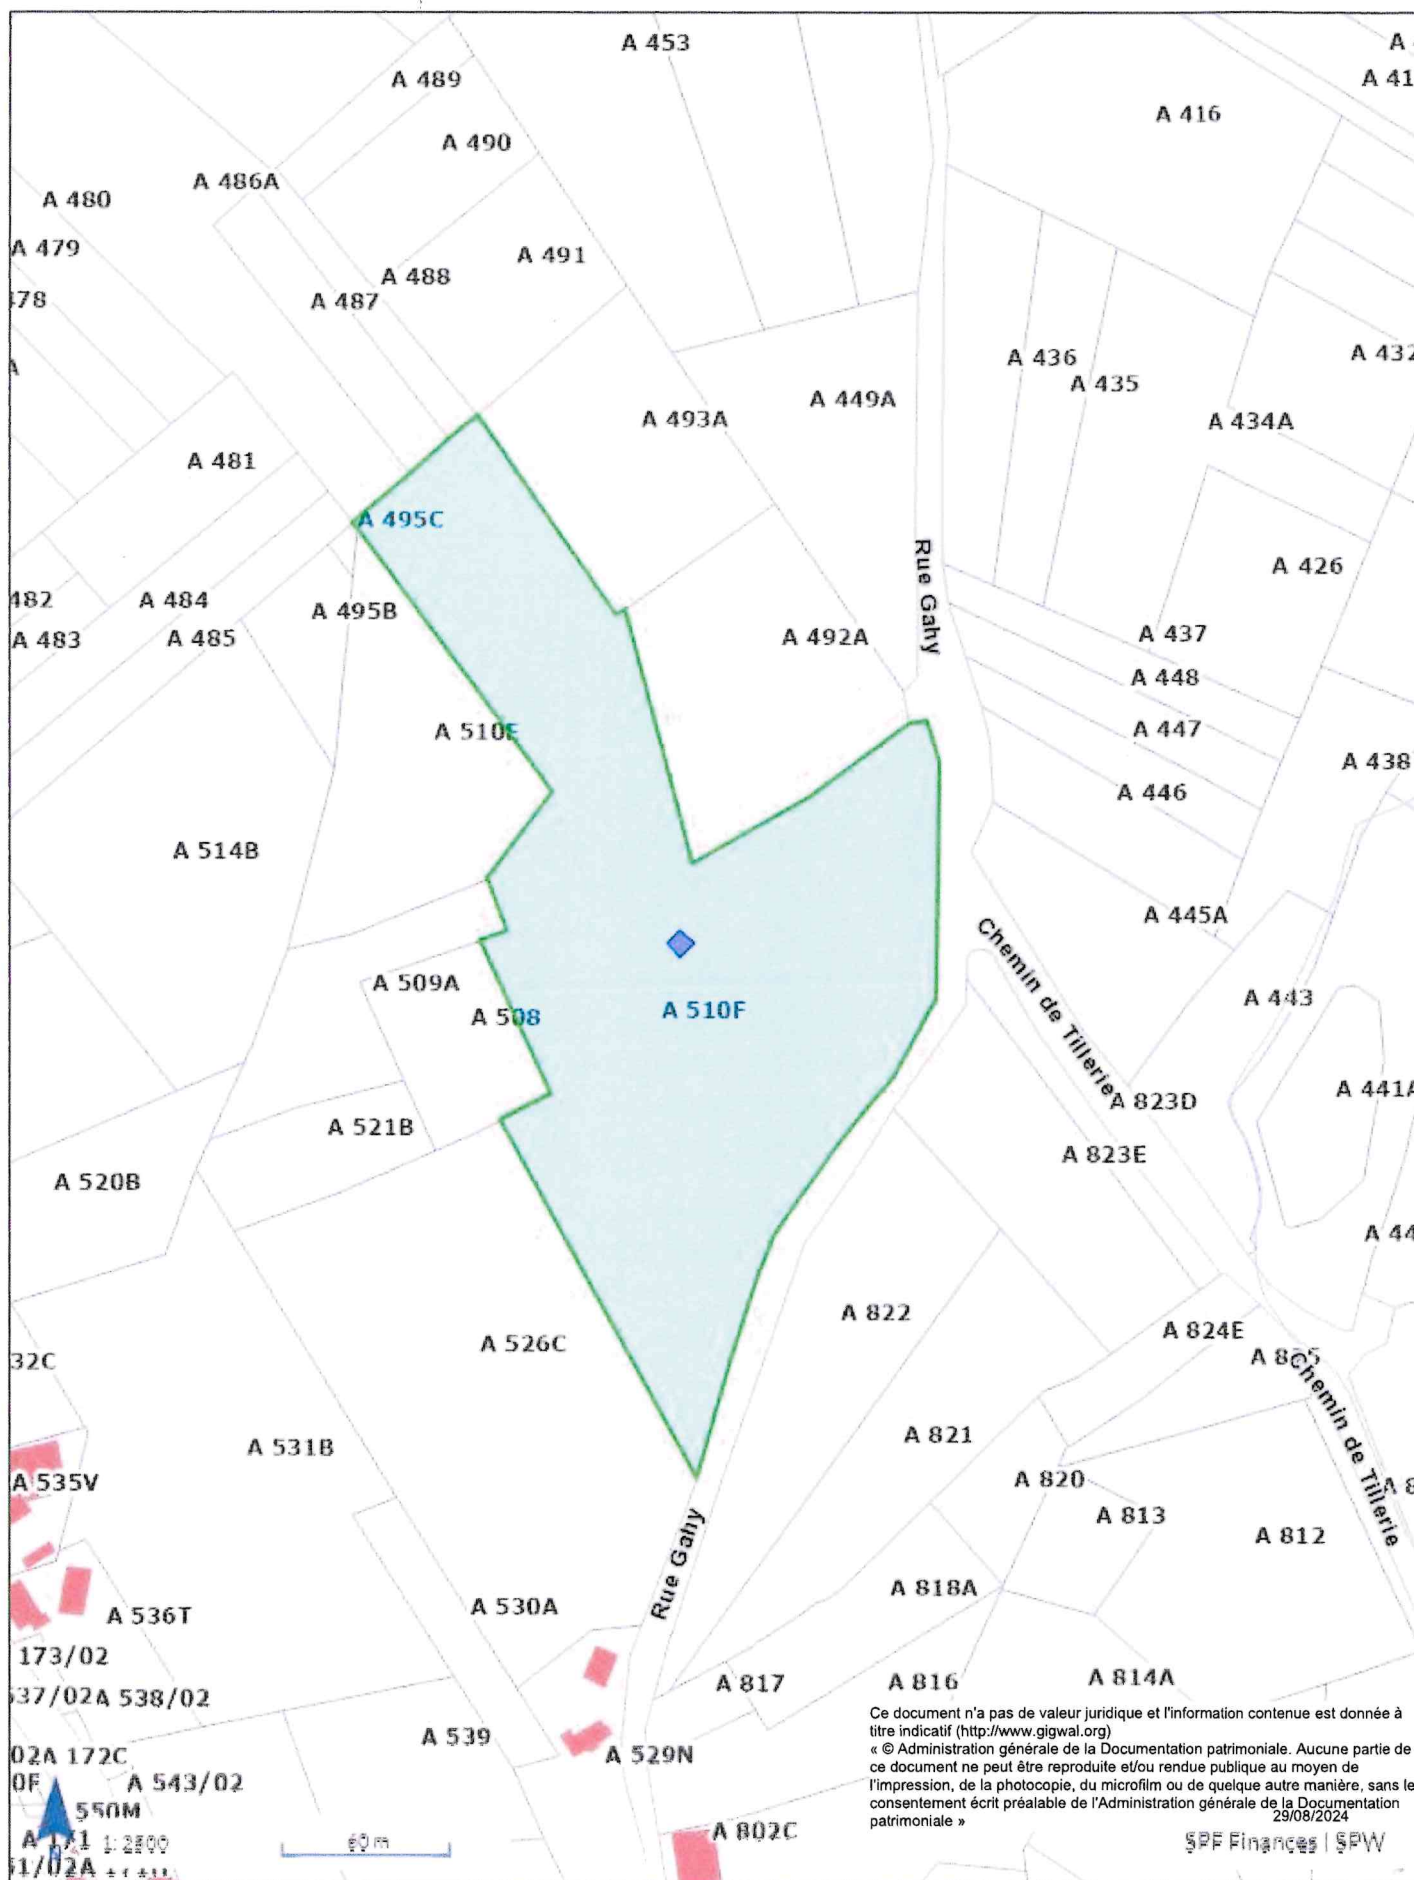 A 453
A 41
A 489
A 416
A 490
A 486A
A 480
A 479
A 491
A 488
A 487
A 436
A 435
A 432
A 449A
A 493A
A 434A
A 481
A 495C
Rue Gahy
A 426
A 484
A 495B
A 483
A 485
A 492A
A 437
A 448
A 447
A 510E
A 438
A 446
A 514B
A 445A
Chemin de Tillerie
A 509A
A 508
A 510F
A 443
A 441A
A 823D
A 521B
A 823E
A 520B
A 44
A 822
A 824E
A 526C
32C
Chemin de Tillerie
A 821
A 531B
A 820
A 535V
A 813
A 812
Rue Gahy
A 818A
A 530A
A 536T
173/02
A 817
A 816
A 814A
A 538/02
A 539
A 529N
A 172C
A 543/02
550M
A 171
1:2500
60 m
A 802C
Ce document n'a pas de valeur juridique et l'information contenue est donnée à
titre indicatif (http://www.gigwal.org)
« © Administration générale de la Documentation patrimoniale. Aucune partie de
ce document ne peut être reproduite et/ou rendue publique au moyen de
l'impression, de la photocopie, du microfilm ou de quelque autre manière, sans le
consentement écrit préalable de l'Administration générale de la Documentation
patrimoniale »
29/08/2024
SPF Finances | SPW